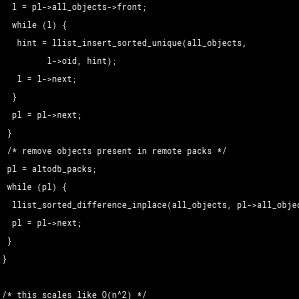 l = pl->all_objects->front;
while (l) {
hint = llist_insert_sorted_unique(all_objects,
l->oid, hint);
l = l->next;
}
pl = pl->next;
}
/* remove objects present in remote packs */
pl = altodb_packs;
while (pl) {
llist_sorted_difference_inplace(all_objects, pl->all_objec
pl = pl->next;
}
}
/* this scales like O(n^2) */